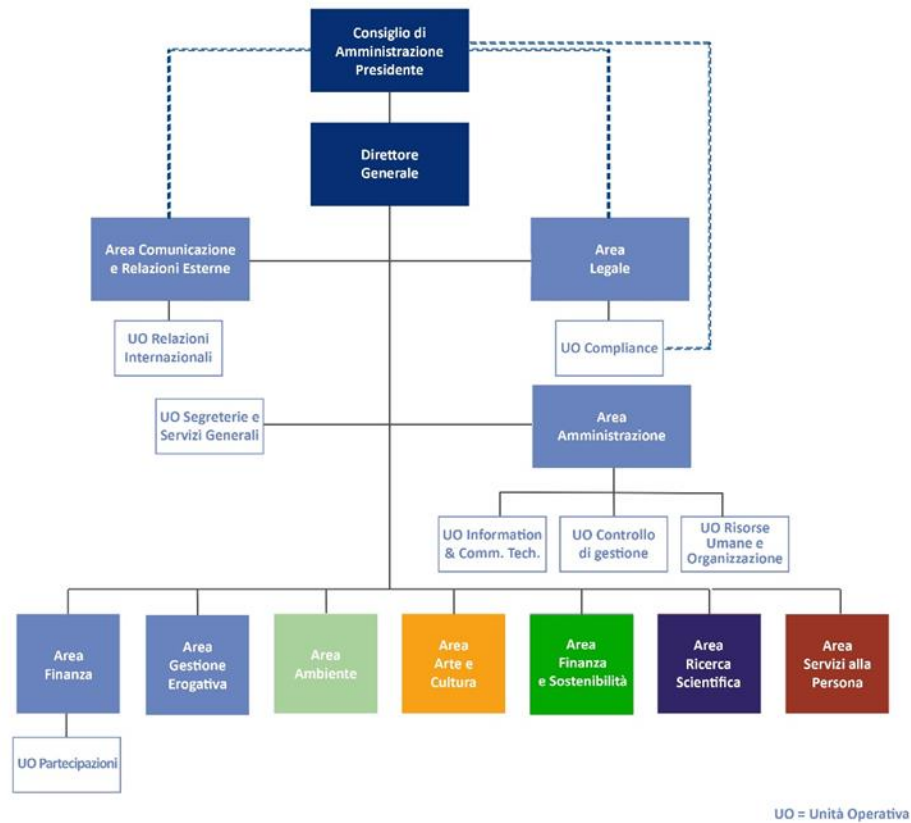 Consiglio di
Amministrazione
Presidente
Direttore
Generale
Area Comunicazione
e Relazioni Esterne
Area
Legale
UO Relazioni
Internazionali
UO Compliance
UO Segreterie e
Servizi Generali
Area
Amministrazione
UO Information
& Comm. Tech.
UO Controllo
di gestione
UO Risorse
Umane e
Organizzazione
Area
Finanza
Area
Gestione
Erogativa
Area
Ambiente
Area
Arte e
Cultura
Area
Finanza
e Sostenibilità
Area
Ricerca
Scientifica
Area
Servizi alla
Persona
UO Partecipazioni
UO = Unità Operativa